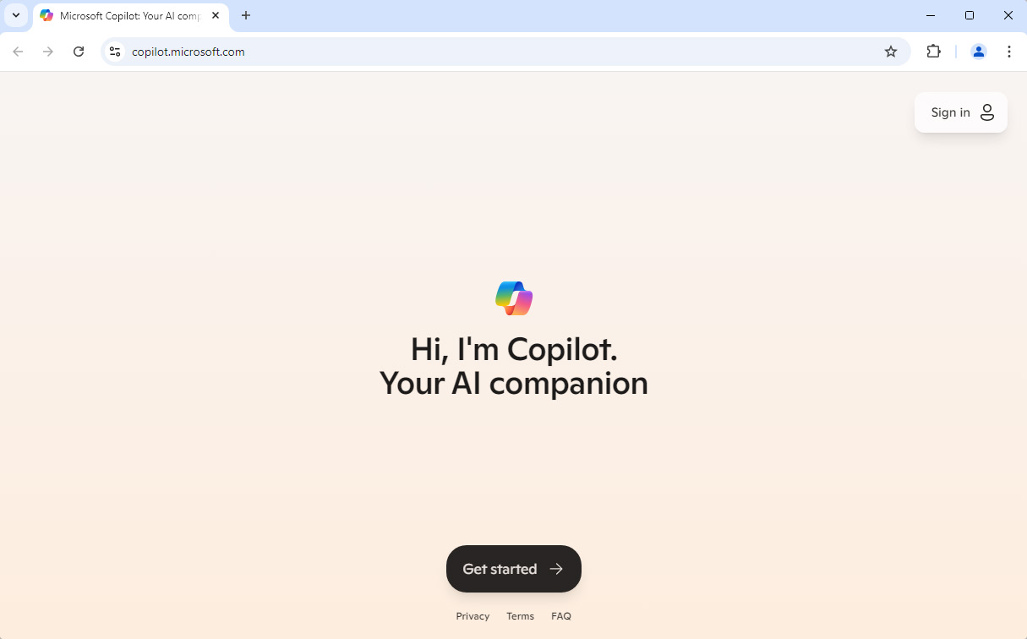 Microsoft Copilot: Your AI comp
copilot.microsoft.com
Sign in
Hi, I'm Copilot.
Your AI companion
Get started
Privacy Terms FAQ